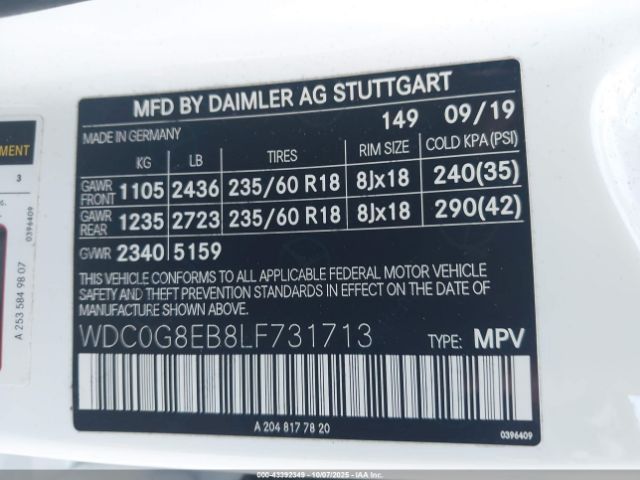 MFD BY DAIMLER AG STUTTGART
149 09/19
MADE IN GERMANY
KG LB TIRES RIM SIZE COLD KPA(PSI)
GAWR FRONT 1105 2436 235/60 R18 8Jx18 240(35)
GAWR REAR 1235 2723 235/60 R18 8Jx18 290(42)
GVWR 2340 5159
THIS VEHICLE CONFORMS TO ALL APPLICABLE FEDERAL MOTOR VEHICLE
SAFETY AND THEFT PREVENTION STANDARDS IN EFFECT ON THE DATE OF
MANUFACTURE SHOWN ABOVE.
WDC0G8EB8LF731713 TYPE: MPV
A 204 817 78 20
0396409
MENT
3
0396409
A 253 584 98 07
000-43392349 - 10/07/2025 - IAAI.COM